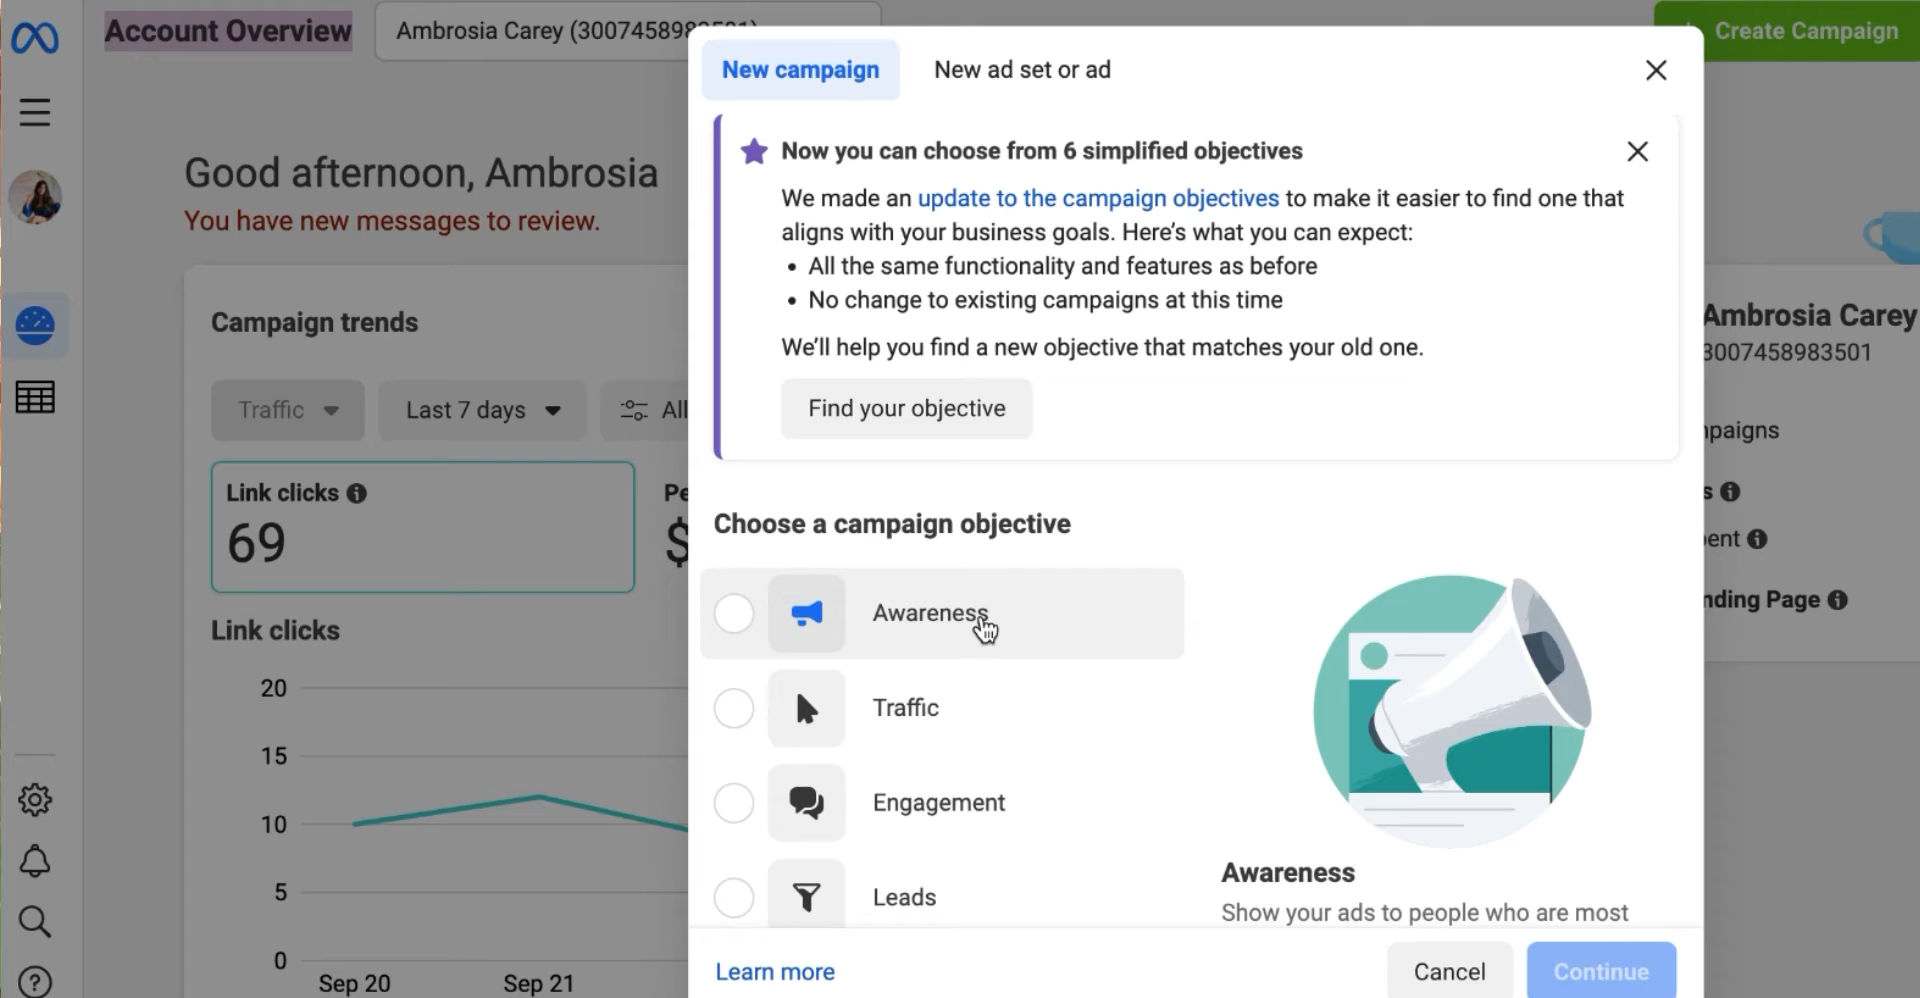 Account Overview
Ambrosia Carey
Create Campaign
New campaign
New ad set or ad
Good afternoon, Ambrosia
You have new messages to review.
Campaign trends
Traffic
Last 7 days
All
Link clicks
69
$
Link clicks
20
15
10
5
0
Sep 20
Sep 21
Now you can choose from 6 simplified objectives
We made an update to the campaign objectives to make it easier to find one that
aligns with your business goals. Here’s what you can expect:
• All the same functionality and features as before
• No change to existing campaigns at this time
We’ll help you find a new objective that matches your old one.
Find your objective
Choose a campaign objective
Awareness
Traffic
Engagement
Leads
Awareness
Show your ads to people who are most
Learn more
Cancel
Continue
Ambrosia Carey
3007458983501
Page